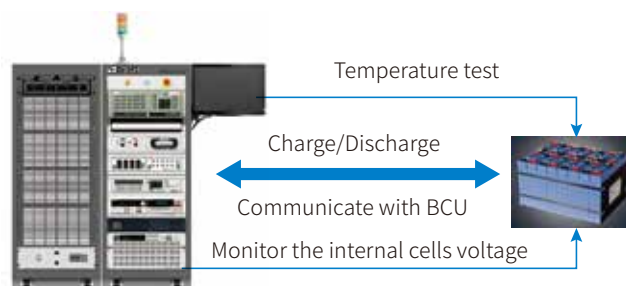 Temperature test
Charge/Discharge
Communicate with BCU
Monitor the internal cells voltage